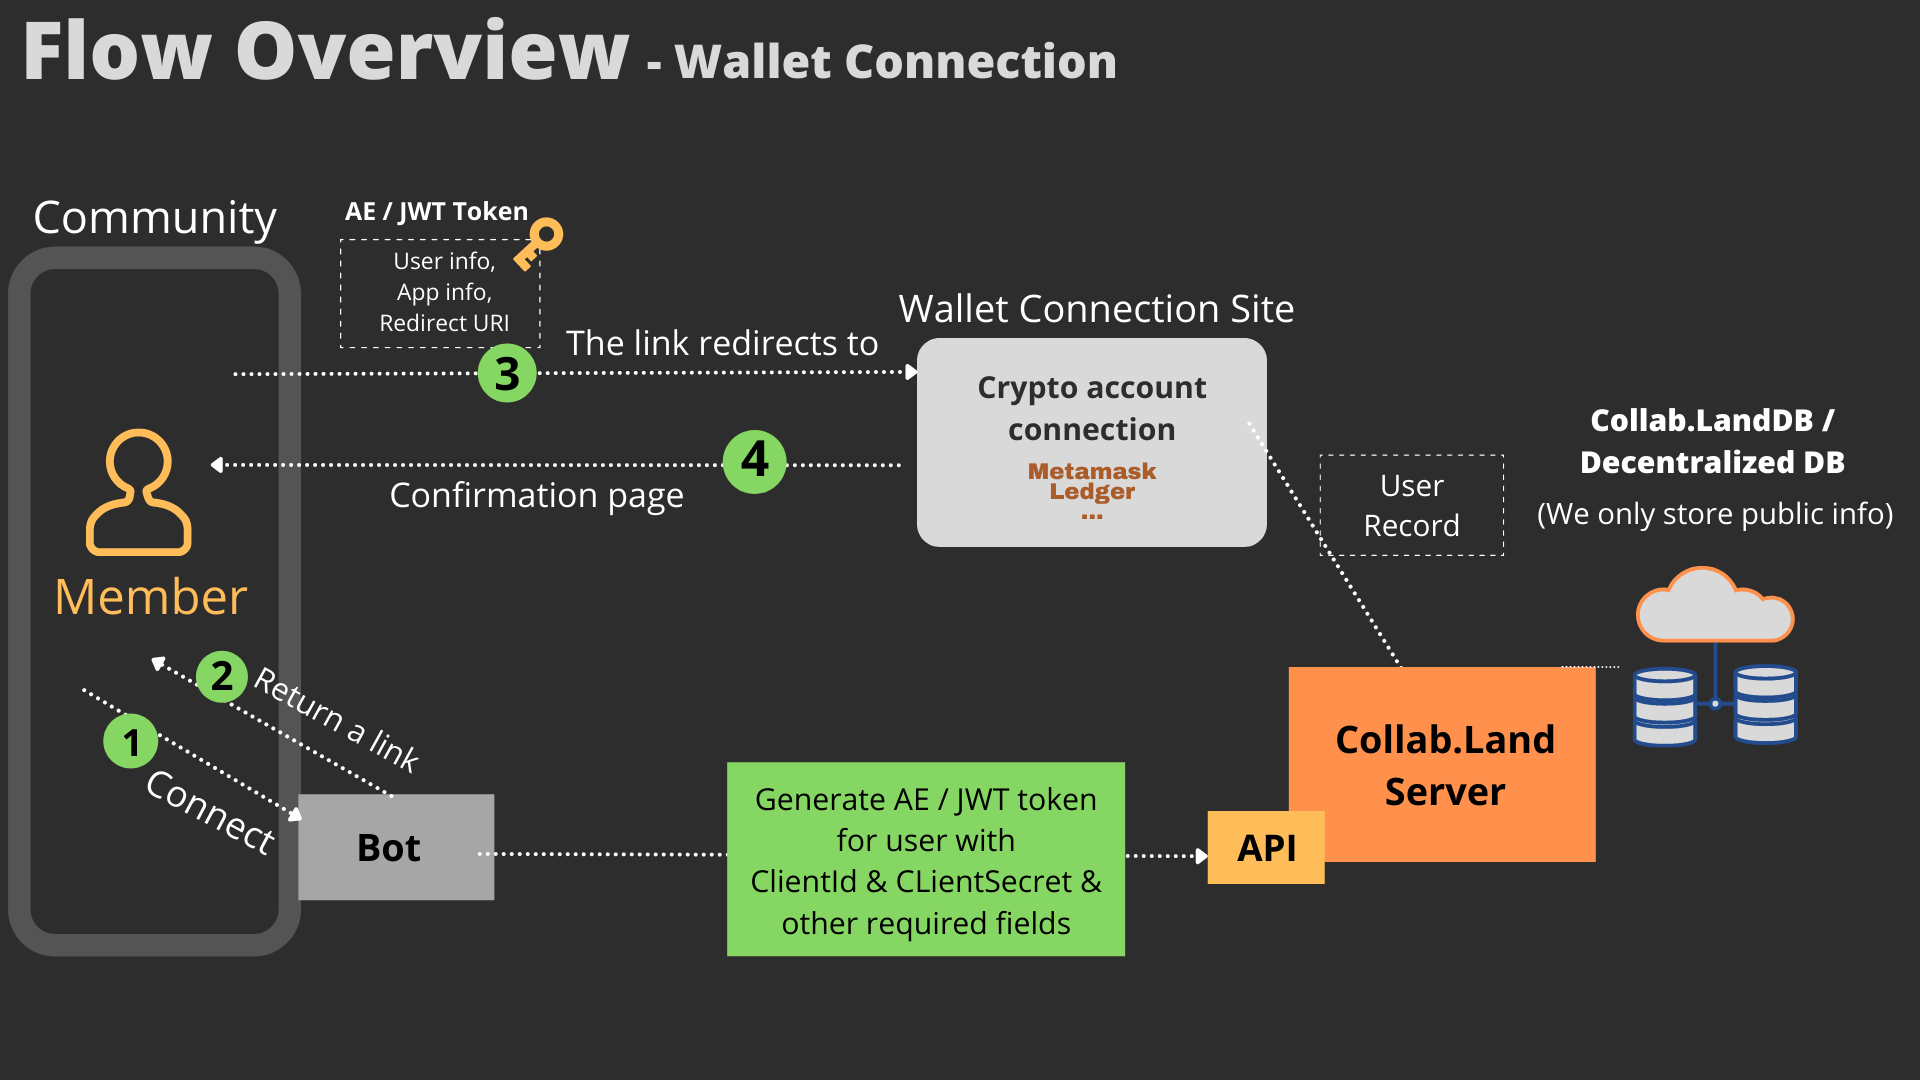 Flow Overview - Wallet Connection
Community
AE / JWT Token
User info,
App info,
Redirect URI
3
The link redirects to
Wallet Connection Site
Crypto account
connection
Metamask
Ledger
...
4
Confirmation page
Member
User
Record
Collab.LandDB /
Decentralized DB
(We only store public info)
2
Return a link
1
Connect
Bot
Generate AE / JWT token
for user with
ClientId & CLientSecret &
other required fields
API
Collab.Land
Server